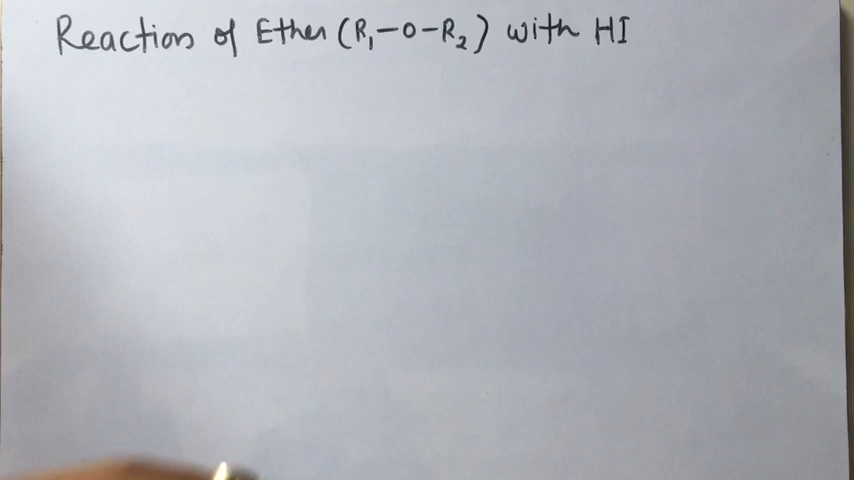 Reaction of Ether (R₁-O-R₂) with HI